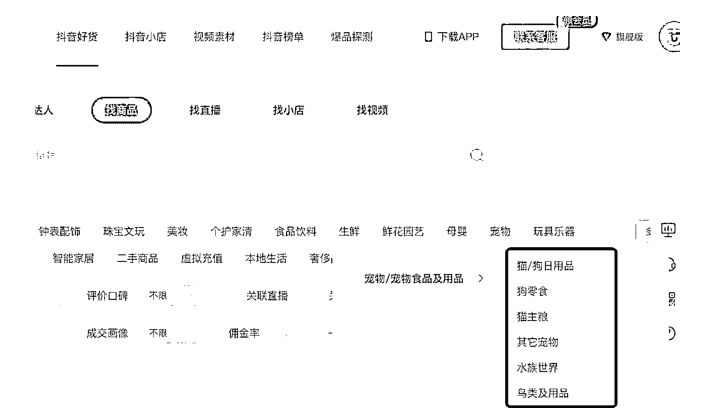 抖音好货 抖音小店 视频素材 抖音榜单 爆品探测 下载APP 联系客服 旗舰版
达人 找商品 找直播 找小店 找视频
钟表配饰 珠宝文玩 美妆 个护家清 食品饮料 生鲜 鲜花园艺 母婴 宠物 玩具乐器
智能家居 二手商品 虚拟充值 本地生活 奢侈
宠物/宠物食品及用品
猫/狗日用品
评价口碑 不限 关联直播
狗零食
猫主粮
成交画像 不限 佣金率
其它宠物
水族世界
鸟类及用品